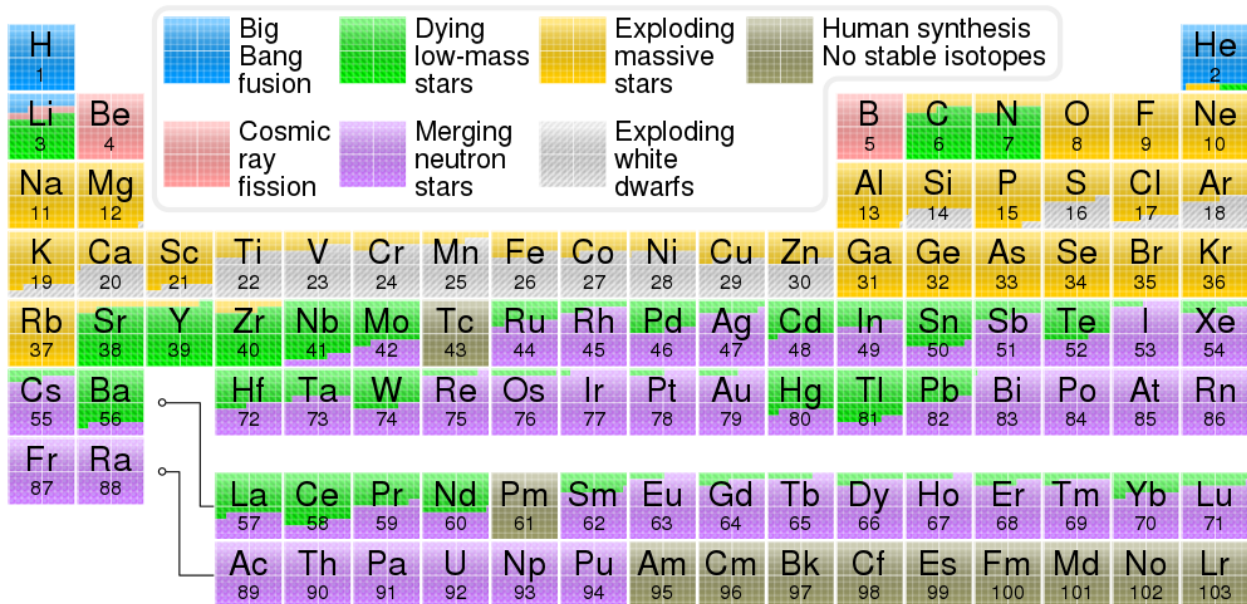 Big Bang fusion
Dying low-mass stars
Exploding massive stars
Human synthesis No stable isotopes
Cosmic ray fission
Merging neutron stars
Exploding white dwarfs
H He
1 2
Li Be B C N O F Ne
3 4 5 6 7 8 9 10
Na Mg Al Si P S Cl Ar
11 12 13 14 15 16 17 18
K Ca Sc Ti V Cr Mn Fe Co Ni Cu Zn Ga Ge As Se Br Kr
19 20 21 22 23 24 25 26 27 28 29 30 31 32 33 34 35 36
Rb Sr Y Zr Nb Mo Tc Ru Rh Pd Ag Cd In Sn Sb Te I Xe
37 38 39 40 41 42 43 44 45 46 47 48 49 50 51 52 53 54
Cs Ba Hf Ta W Re Os Ir Pt Au Hg Tl Pb Bi Po At Rn
55 56 72 73 74 75 76 77 78 79 80 81 82 83 84 85 86
Fr Ra
87 88
La Ce Pr Nd Pm Sm Eu Gd Tb Dy Ho Er Tm Yb Lu
57 58 59 60 61 62 63 64 65 66 67 68 69 70 71
Ac Th Pa U Np Pu Am Cm Bk Cf Es Fm Md No Lr
89 90 91 92 93 94 95 96 97 98 99 100 101 102 103